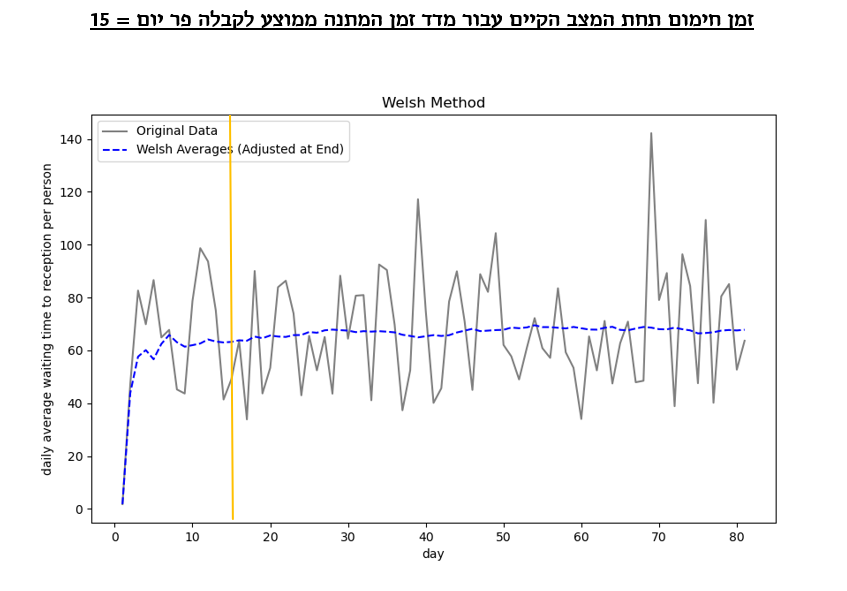 זמן חימום תחת המצב הקיים עבור מדד זמן המתנה ממוצע לקבלה פר יום = 15
Welsh Method
Original Data
Welsh Averages (Adjusted at End)
daily average waiting time to reception per person
140
120
100
80
60
40
20
0
0 10 20 30 40 50 60 70 80
day